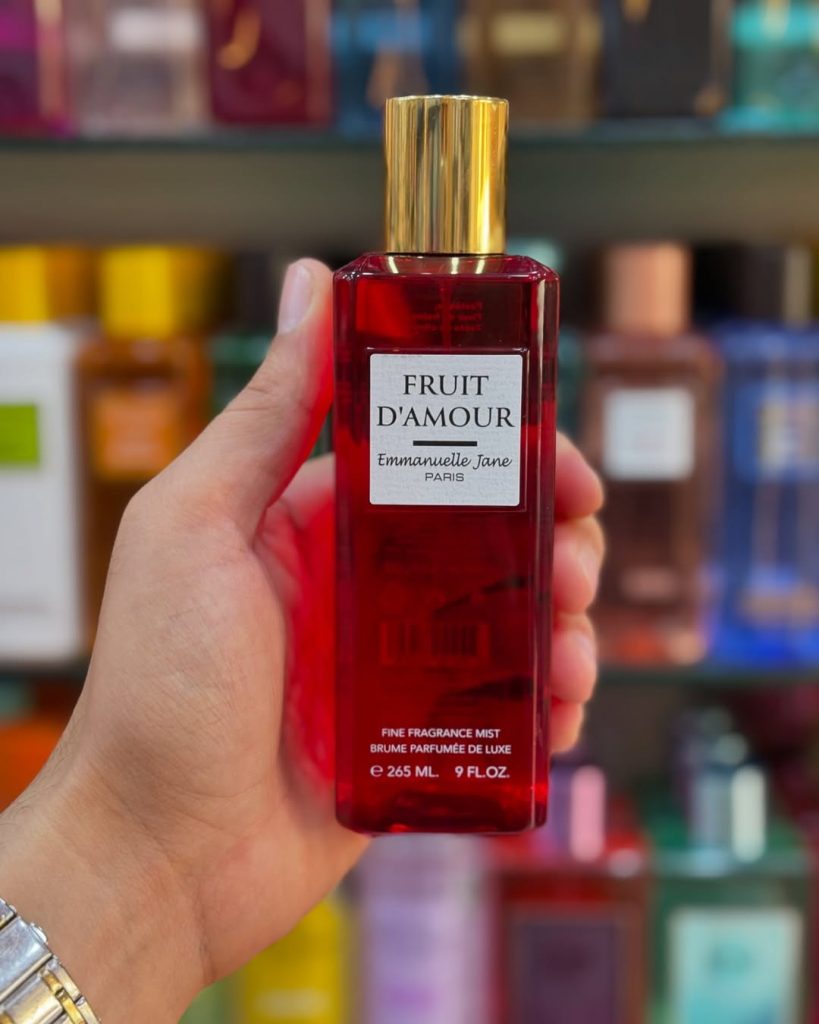 FRUIT
D'AMOUR
Emmanuelle Jane
PARIS
FINE FRAGRANCE MIST
BRUME PARFUMÉE DE LUXE
℮ 265 ML. 9 FL.OZ.